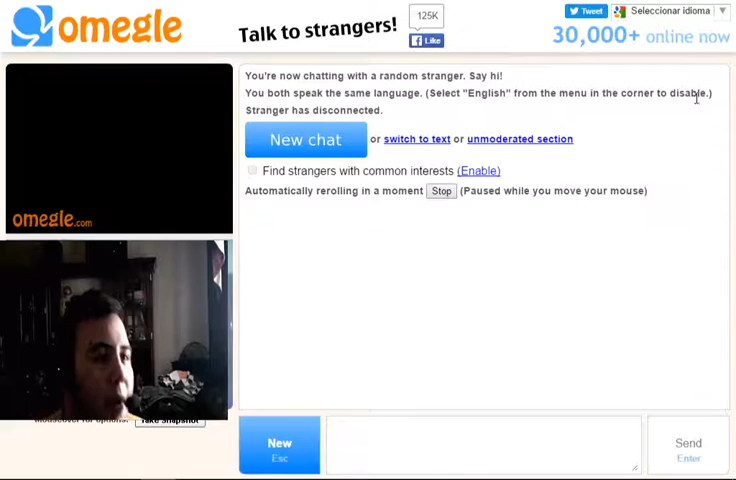 omegle
Talk to strangers!
125K
Like
Tweet
Seleccionar idioma
30,000+ online now
You're now chatting with a random stranger. Say hi!
You both speak the same language. (Select "English" from the menu in the corner to disable.)
Stranger has disconnected.
New chat or switch to text or unmoderated section
Find strangers with common interests (Enable)
Automatically rerolling in a moment Stop (Paused while you move your mouse)
omegle.com
Mouseover for options. Take Snapshot
New
Esc
Send
Enter